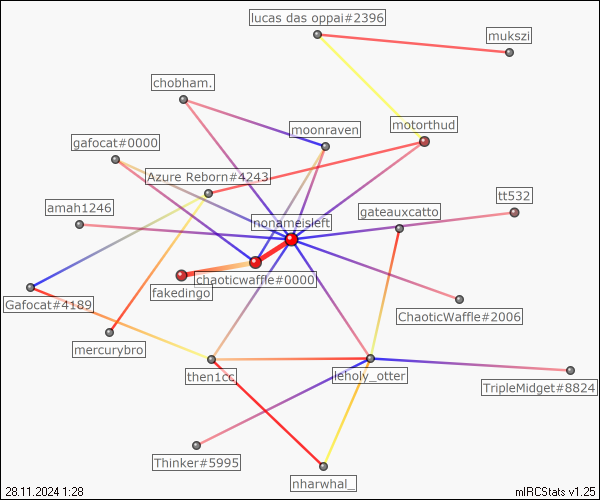 lucas das oppai#2396
mukszi
chobham.
motorthud
moonraven
gafocat#0000
Azure Reborn#4243
tt532
amah1246
gateauxcatto
nonameisleft
chaoticwaffle#0000
fakedingo
Gafocat#4189
ChaoticWaffle#2006
mercurybro
then1cc
leholy_otter
TripleMidget#8824
Thinker#5995
nharwhal_
28.11.2024 1:28
mIRCStats v1.25